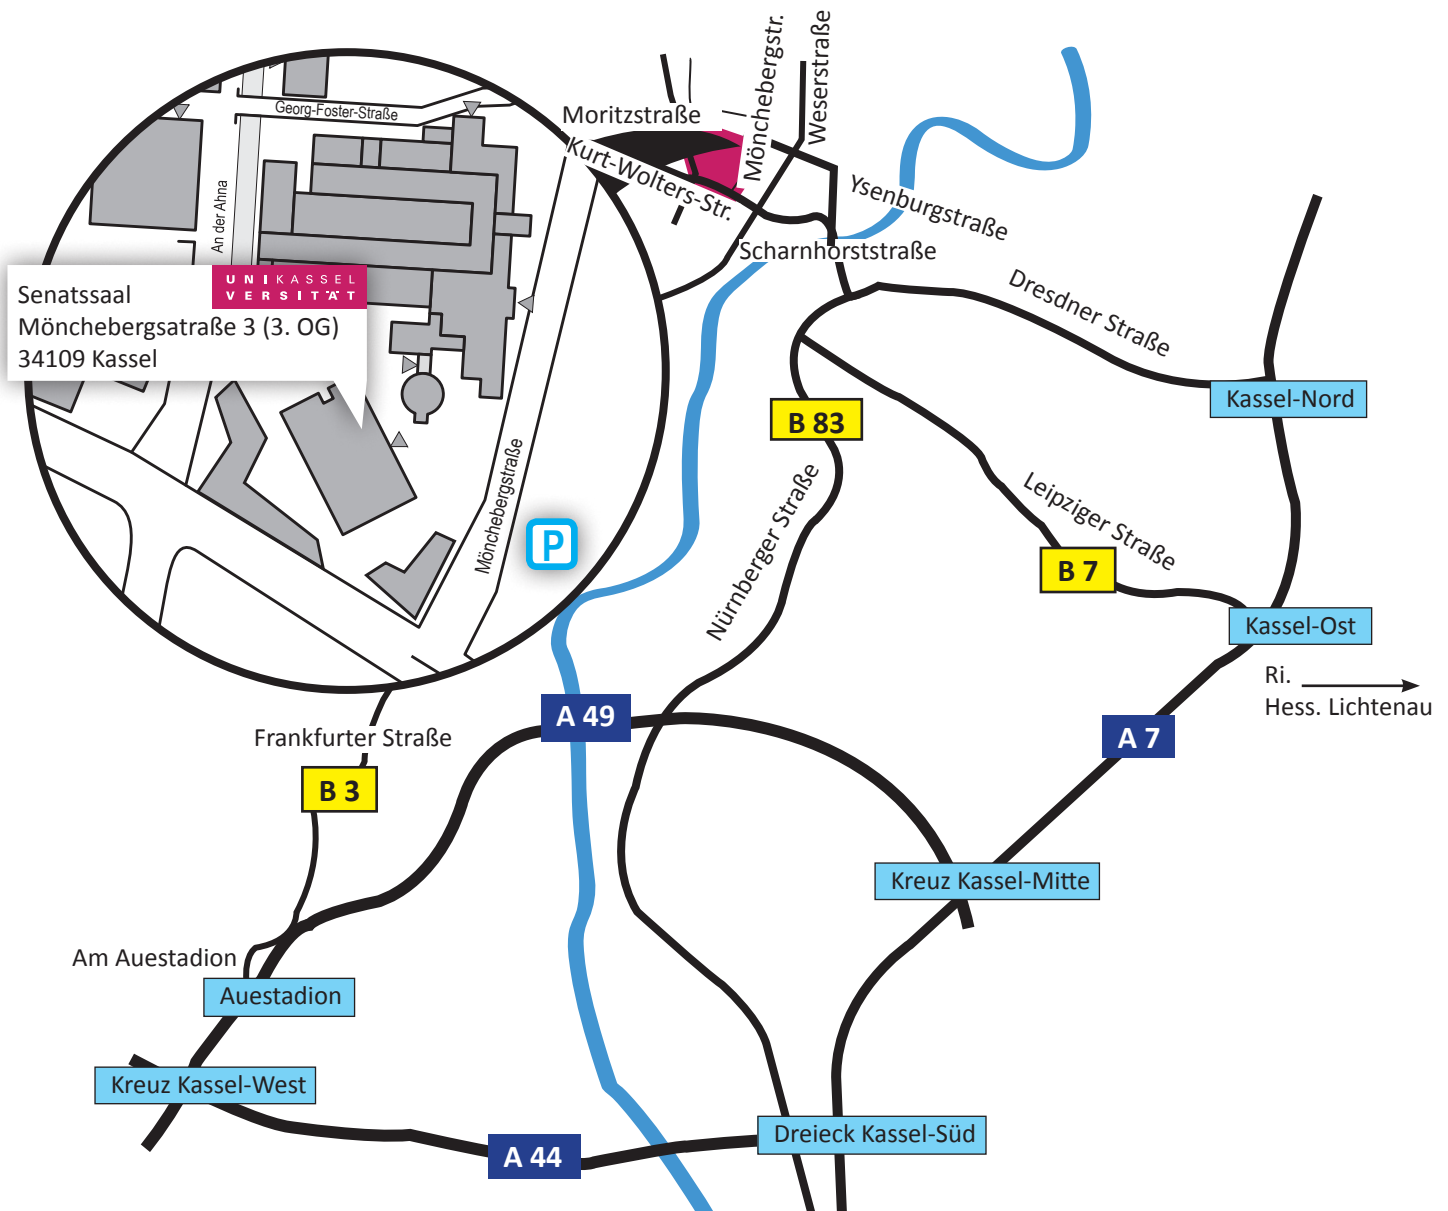 Mönchebergstr.
Weserstraße
Georg-Foster-Straße
Moritzstraße
Kurt-Wolters-Str.
Ysenburgstraße
An der Ahna
Scharnhorststraße
UNIKASSEL
VERSITÄT
Senatssaal
Mönchebergsatraße 3 (3. OG)
34109 Kassel
Dresdner Straße
Kassel-Nord
B 83
Mönchebergstraße
Nürnberger Straße
Leipziger Straße
P
B 7
Kassel-Ost
Ri.
Hess. Lichtenau
A 49
A 7
Frankfurter Straße
B 3
Kreuz Kassel-Mitte
Am Auestadion
Auestadion
Kreuz Kassel-West
Dreieck Kassel-Süd
A 44